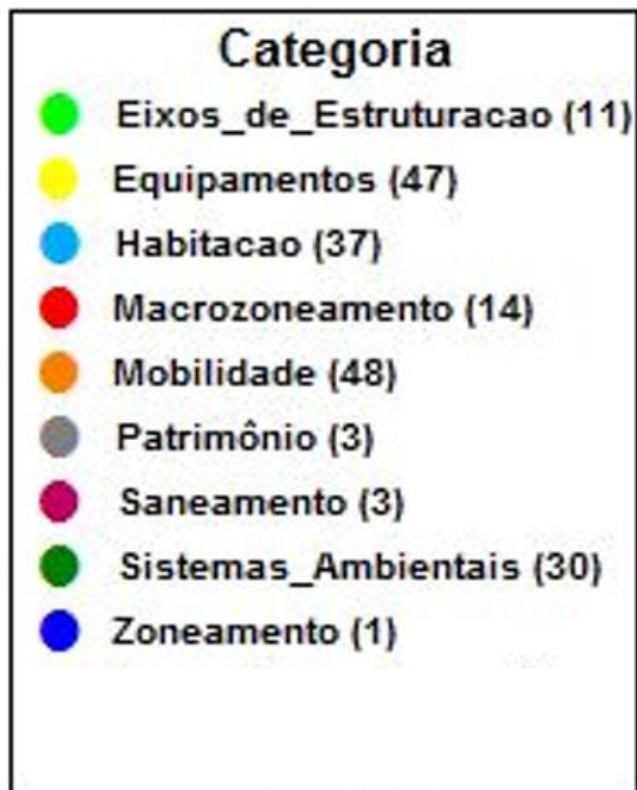 Categoria
Eixos_de_Estruturacao (11)
Equipamentos (47)
Habitacao (37)
Macrozoneamento (14)
Mobilidade (48)
Patrimônio (3)
Saneamento (3)
Sistemas_Ambientais (30)
Zoneamento (1)